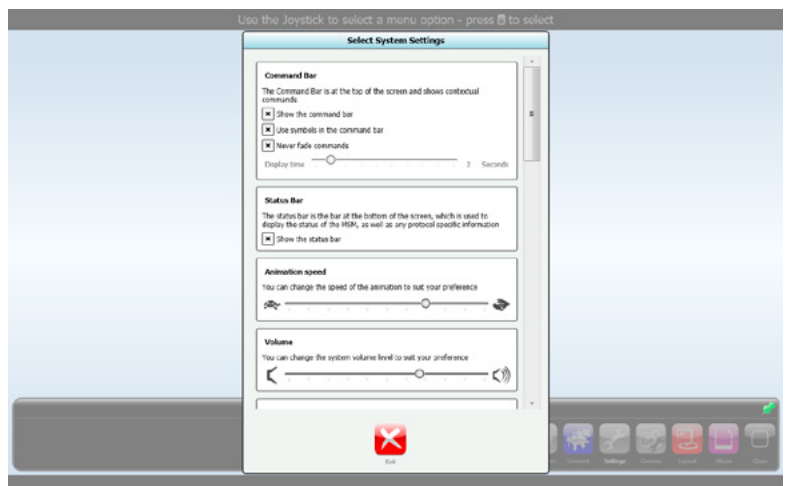 Use the Joystick to select a menu option - press to select
Select System Settings
Command Bar
The Command Bar is at the top of the screen and shows contextual
commands
Show the command bar
Use symbols in the command bar
Never fade commands
Display time 2 Seconds
Status Bar
The status bar is the bar at the bottom of the screen, which is used to
display the status of the MSM, as well as any protocol specific information
Show the status bar
Animation speed
You can change the speed of the animation to suit your preference
Volume
You can change the system volume level to suit your preference
Exit
Connect Settings Camera Layout Album Close